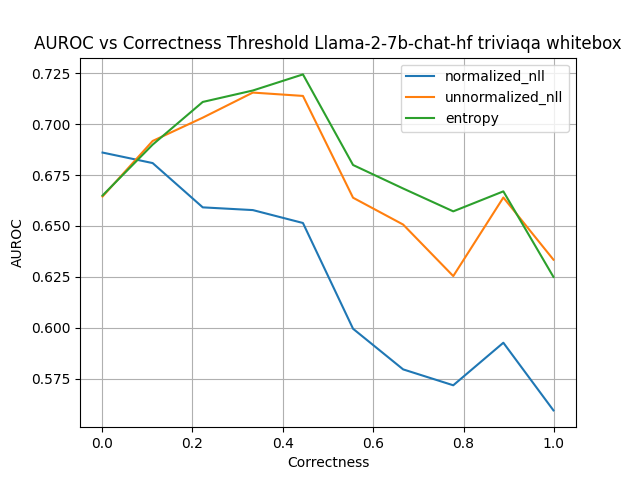 AUROC vs Correctness Threshold Llama-2-7b-chat-hf triviaqa whitebox
normalized_nll
unnormalized_nll
entropy
0.725
0.700
0.675
0.650
0.625
0.600
0.575
AUROC
0.0 0.2 0.4 0.6 0.8 1.0
Correctness